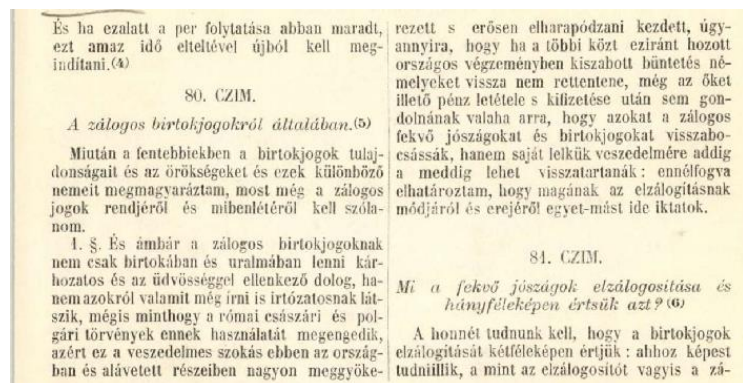 És ha ezalatt a per folytatása abban maradt,
ezt amaz idő elteltével újból kell meg-
indítani.(4)
80. CZIM.
A zálogos birtokjogokról általában.(5)
Miután a fentebbiekben a birtokjogok tulaj-
donságait és az örökségeket és ezek különböző
nemeit megmagyaráztam, most még a zálogos
jogok rendjéről és mibenlétéről kell szóla-
nom.
1. §. És ámbár a zálogos birtokjogoknak
nem csak birtokában és uralmában lenni kár-
hozatos és az üdvösséggel ellenkező dolog, ha-
nem azokról valamit még írni is irtózatosnak lát-
szik, mégis minthogy a római császári és pol-
gári törvények ennek használatát megengedik,
azért ez a veszedelmes szokás ebben az ország-
ban és alávetett részeiben nagyon meggyöke-
rezett s erősen elharapódzani kezdett, úgy-
annyira, hogy ha a többi közt eziránt hozott
országos végzeményben kiszabott büntetés né-
melyeket vissza nem rettentene, még az őket
illető pénz letétele s kifizetése után sem gon-
dolnának valaha arra, hogy azokat a zálogos
fekvő jószágokat és birtokjogokat visszabo-
csássák, hanem saját lelkük veszedelmére addig
a meddig lehet visszatartanák: ennélfogva
elhatároztam, hogy magának az elzálogításnak
módjáról és erejéről egyet-mást ide iktatok.
81. CZIM.
Mi a fekvő jószágok elzálogosítása és
hányféleképen értsük azt? (6)
A honnét tudnunk kell, hogy a birtokjogok
elzálogítását kétféleképen értjük: ahhoz képest
tudniillik, a mint az elzálogosítót vagyis a zá-